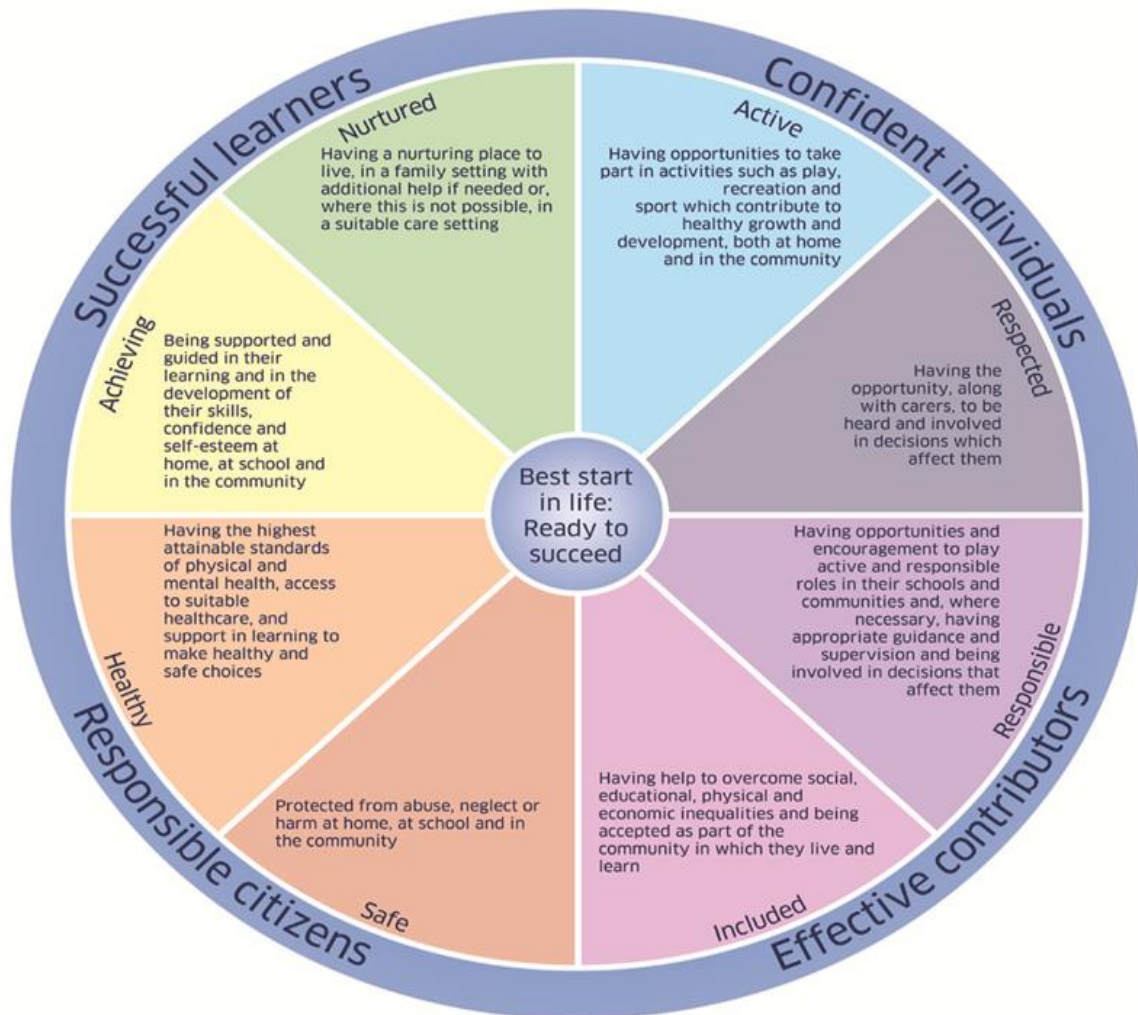 Successful learners
Confident individuals
Nurtured
Having a nurturing place to
live, in a family setting with
additional help if needed or,
where this is not possible, in
a suitable care setting
Active
Having opportunities to take
part in activities such as play,
recreation and
sport which contribute to
healthy growth and
development, both at home
and in the community
Achieving
Being supported and
guided in their
learning and in the
development of
their skills,
confidence and
self-esteem at
home, at school and
in the community
Respected
Having the
opportunity, along
with carers, to be
heard and involved
in decisions which
affect them
Best start
in life:
Ready to
succeed
Healthy
Having the highest
attainable standards
of physical and
mental health, access
to suitable
healthcare, and
support in learning to
make healthy and
safe choices
Responsible
Having opportunities and
encouragement to play
active and responsible
roles in their schools and
communities and, where
necessary, having
appropriate guidance and
supervision and being
involved in decisions that
affect them
Safe
Protected from abuse, neglect or
harm at home, at school and in
the community
Included
Having help to overcome social,
educational, physical and
economic inequalities and being
accepted as part of the
community in which they live and
learn
Responsible citizens
Effective contributors